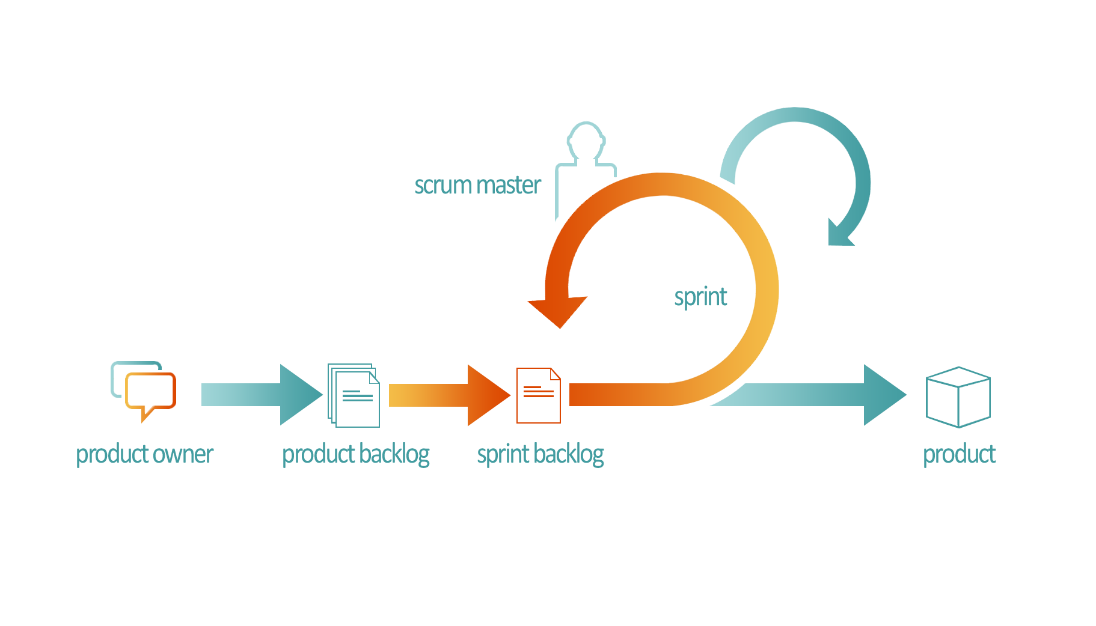 scrum master
sprint
product owner
product backlog
sprint backlog
product